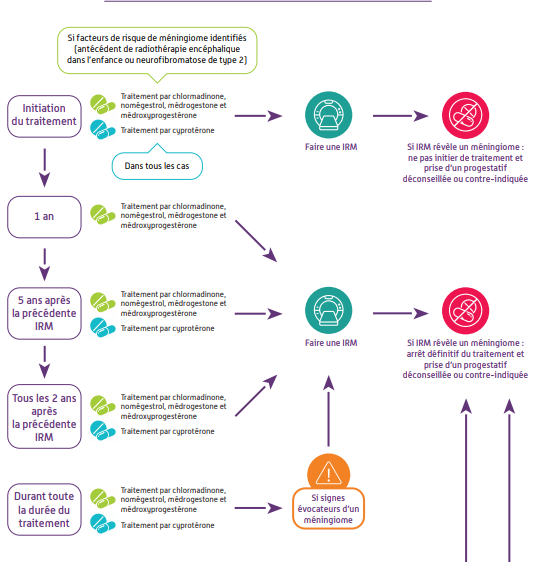 Si facteurs de risque de méningiome identifiés
(antécédent de radiothérapie encéphalique
dans l'enfance ou neurofibromatose de type 2)
Initiation
du traitement
Traitement par chlormadinone,
nomégestrol, médrogestone et
médroxyprogestérone
Traitement par cyprotérone
Dans tous les cas
Faire une IRM
Si IRM révèle un méningiome :
ne pas initier de traitement et
prise d'un progestatif
déconseillée ou contre-indiquée
1 an
Traitement par chlormadinone,
nomégestrol, médrogestone et
médroxyprogestérone
5 ans après
la précédente
IRM
Traitement par chlormadinone,
nomégestrol, médrogestone et
médroxyprogestérone
Traitement par cyprotérone
Faire une IRM
Si IRM révèle un méningiome :
arrêt définitif du traitement et
prise d'un progestatif
déconseillée ou contre-indiquée
Tous les 2 ans
après
la précédente
IRM
Traitement par chlormadinone,
nomégestrol, médrogestone et
médroxyprogestérone
Traitement par cyprotérone
Durant toute
la durée du
traitement
Traitement par chlormadinone,
nomégestrol, médrogestone et
médroxyprogestérone
Traitement par cyprotérone
Si signes
évocateurs d'un
méningiome